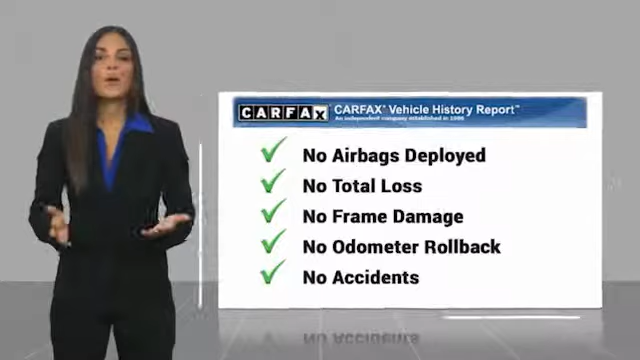 CARFAX CARFAX® Vehicle History Report™
An independent company established in 1986
No Airbags Deployed
No Total Loss
No Frame Damage
No Odometer Rollback
No Accidents